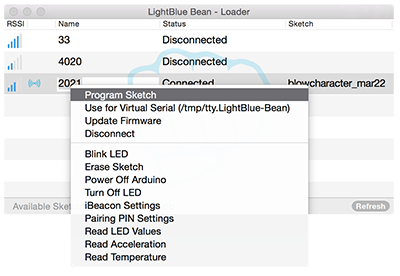 LightBlue Bean - Loader
RSSI Name Status Sketch
33 Disconnected
4020 Disconnected
2021 Connected blowcharacter_mar22
Program Sketch
Use for Virtual Serial (/tmp/tty.LightBlue-Bean)
Update Firmware
Disconnect
Blink LED
Erase Sketch
Power Off Arduino
Turn Off LED
iBeacon Settings
Available Sket Refresh
Pairing PIN Settings
Read LED Values
Read Acceleration
Read Temperature